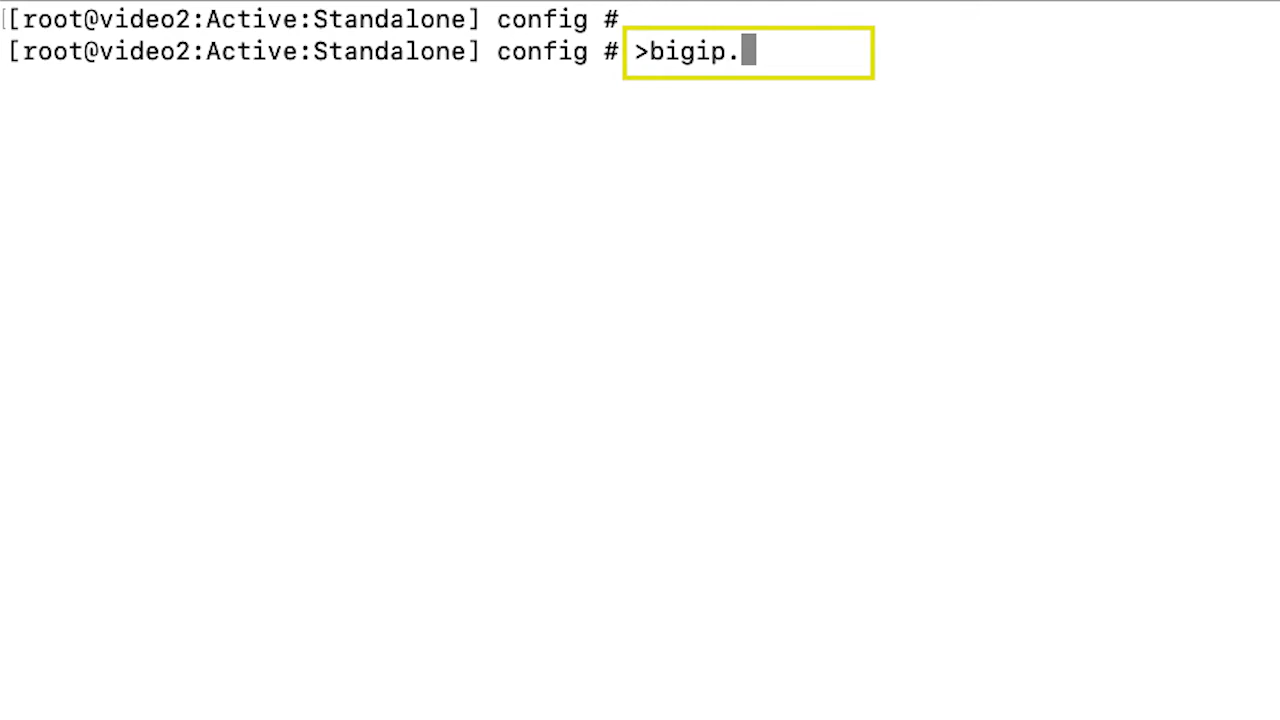 [[root@video2:Active:Standalone] config #
[root@video2:Active:Standalone] config # >bigip.